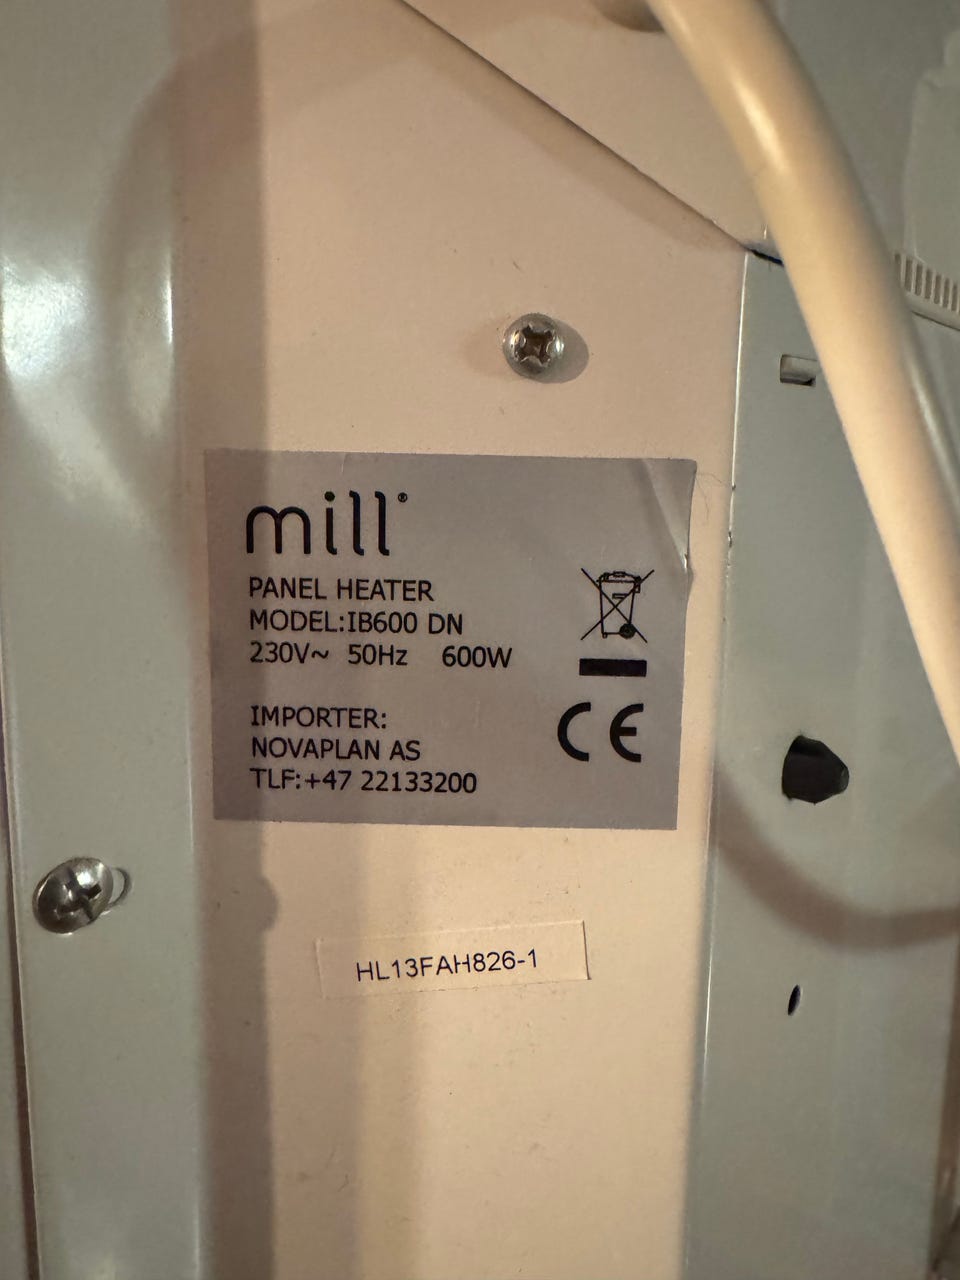 mill®
PANEL HEATER
MODEL:IB600 DN
230V~ 50Hz 600W
CE
IMPORTER:
NOVAPLAN AS
TLF:+47 22133200
HL13FAH826-1